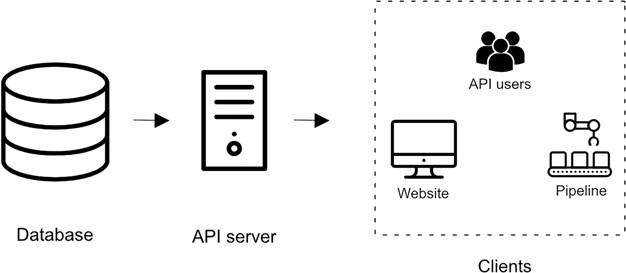 API users
Website
Pipeline
Database
API server
Clients